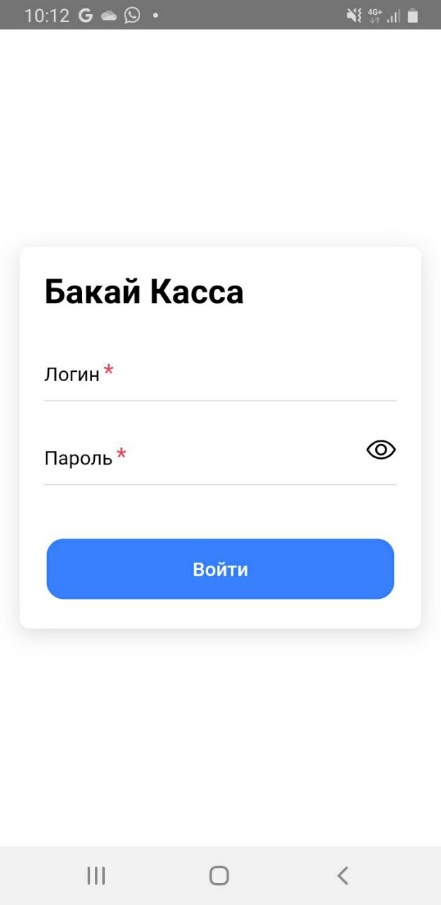 10:12
4G+
Бакай Касса
Логин *
Пароль *
Войти